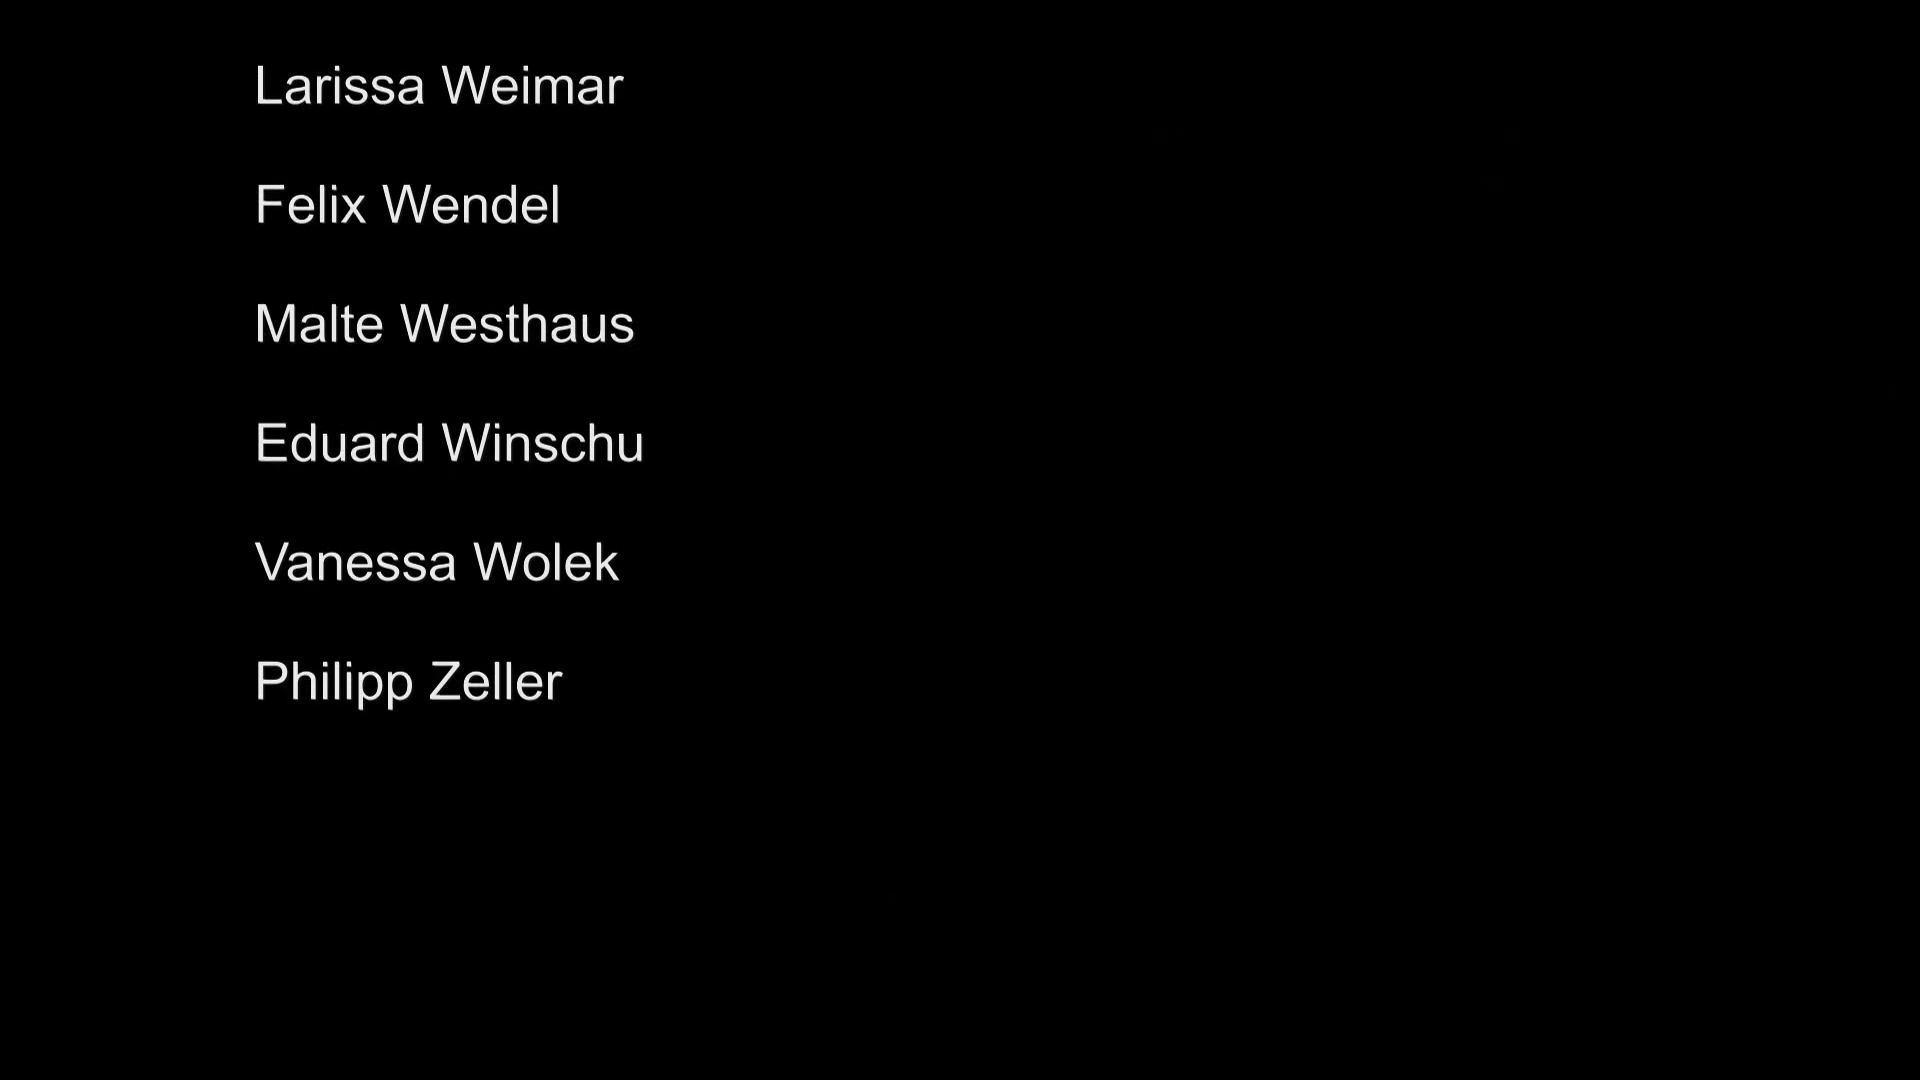 Larissa Weimar
Felix Wendel
Malte Westhaus
Eduard Winschu
Vanessa Wolek
Philipp Zeller